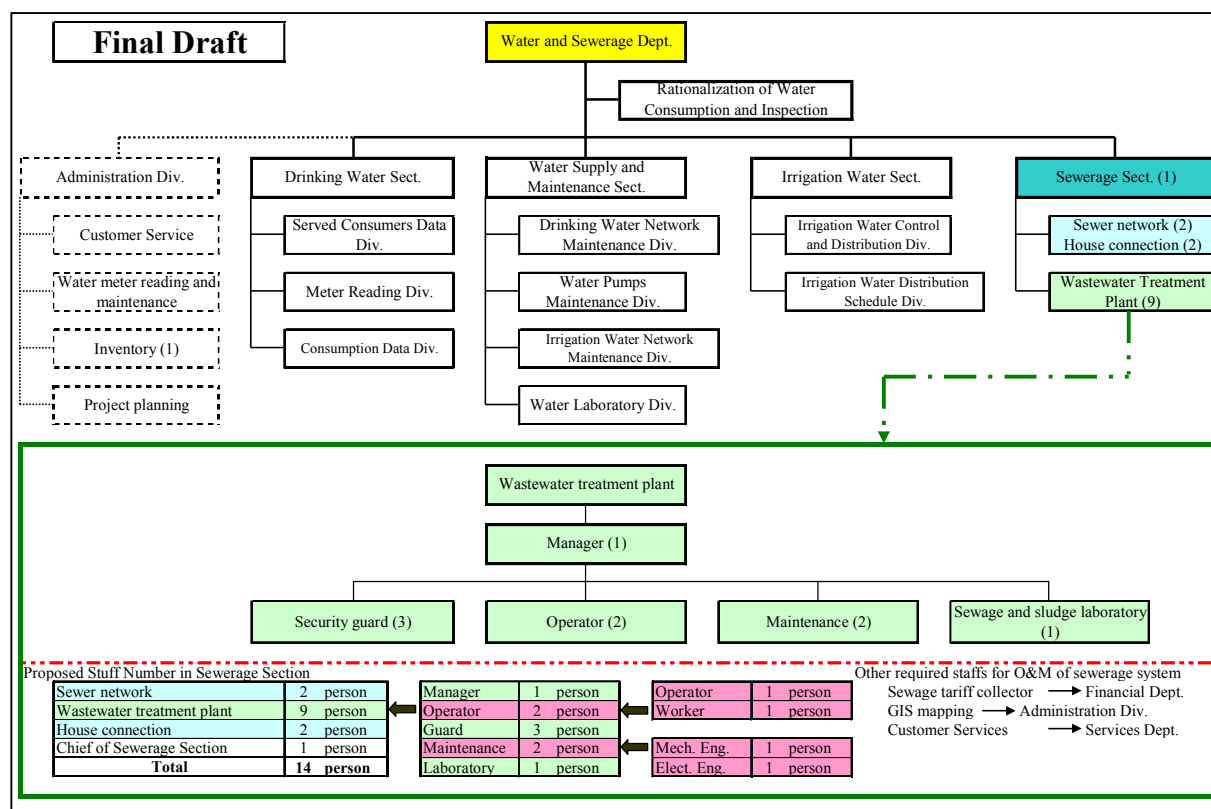 Final Draft
Water and Sewerage Dept.
Rationalization of Water
Consumption and Inspection
Administration Div.
Drinking Water Sect.
Water Supply and
Maintenance Sect.
Irrigation Water Sect.
Sewerage Sect. (1)
Customer Service
Served Consumers Data
Div.
Drinking Water Network
Maintenance Div.
Irrigation Water Control
and Distribution Div.
Sewer network (2)
House connection (2)
Water meter reading and
maintenance
Meter Reading Div.
Water Pumps
Maintenance Div.
Irrigation Water Distribution
Schedule Div.
Wastewater Treatment
Plant (9)
Inventory (1)
Consumption Data Div.
Irrigation Water Network
Maintenance Div.
Project planning
Water Laboratory Div.
Wastewater treatment plant
Manager (1)
Security guard (3)
Operator (2)
Maintenance (2)
Sewage and sludge laboratory
(1)
Proposed Stuff Number in Sewerage Section
Sewer network 2 person
Wastewater treatment plant 9 person
House connection 2 person
Chief of Sewerage Section 1 person
Total 14 person
Manager 1 person
Operator 2 person
Guard 3 person
Maintenance 2 person
Laboratory 1 person
Operator 1 person
Worker 1 person
Mech. Eng. 1 person
Elect. Eng. 1 person
Other required staffs for O&M of sewerage system
Sewage tariff collector Financial Dept.
GIS mapping Administration Div.
Customer Services Services Dept.